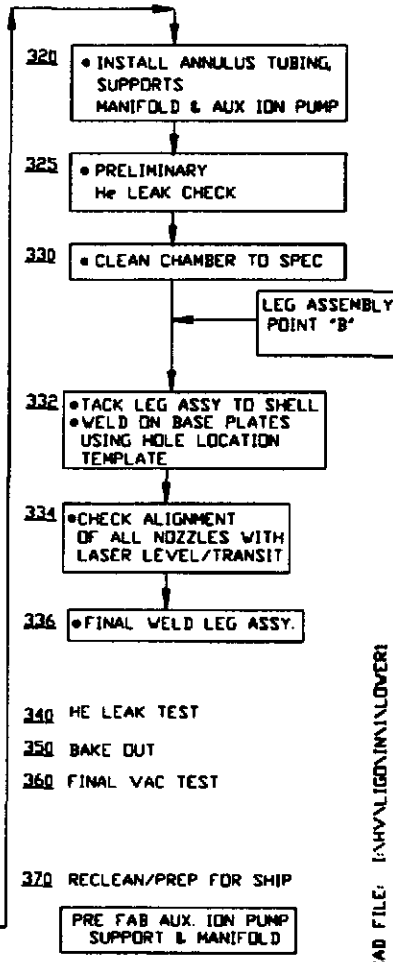 320 • INSTALL ANNULUS TUBING,
SUPPORTS
MANIFOLD & AUX ION PUMP
325 • PRELIMINARY
He LEAK CHECK
330 • CLEAN CHAMBER TO SPEC
LEG ASSEMBLY
POINT "B"
332 • TACK LEG ASSY TO SHELL
• WELD ON BASE PLATES
USING HOLE LOCATION
TEMPLATE
334 • CHECK ALIGNMENT
OF ALL NOZZLES WITH
LASER LEVEL/TRANSIT
336 • FINAL WELD LEG ASSY.
340 HE LEAK TEST
350 BAKE OUT
360 FINAL VAC TEST
370 RECLEAN/PREP FOR SHIP
PRE FAB AUX. ION PUMP
SUPPORT & MANIFOLD
FILE: